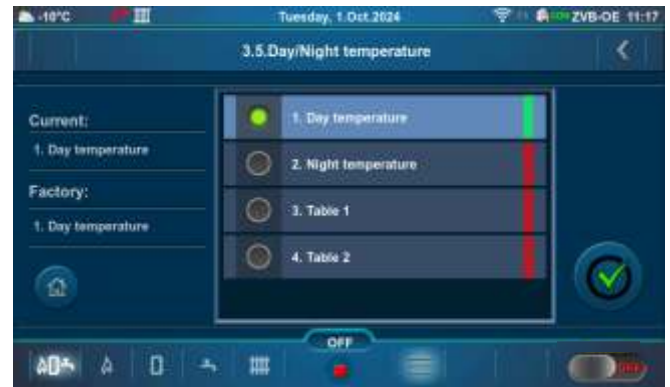 -10°C
Tuesday, 1.Oct.2024
ZVB-OE 11:17
3.5.Day/Night temperature
Current:
1. Day temperature
Factory:
1. Day temperature
1. Day temperature
2. Night temperature
3. Table 1
4. Table 2
OFF
OFF